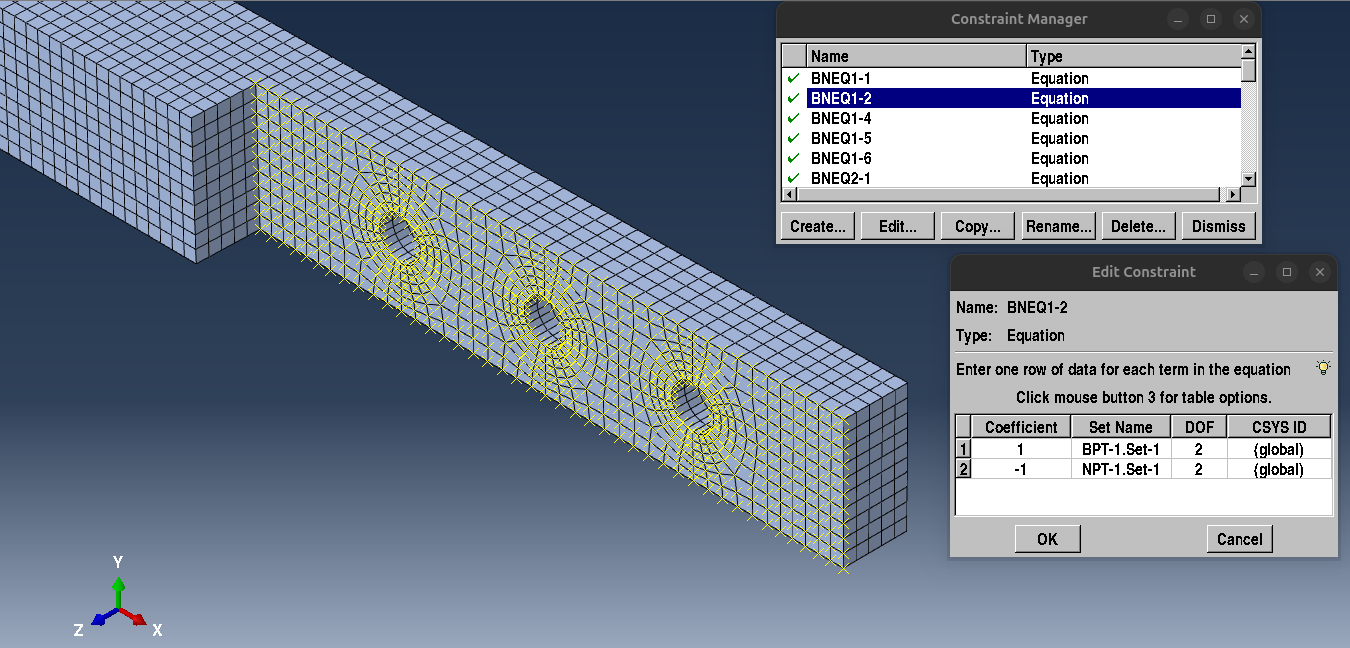 Constraint Manager
Name Type
BNEQ1-1 Equation
BNEQ1-2 Equation
BNEQ1-4 Equation
BNEQ1-5 Equation
BNEQ1-6 Equation
BNEQ2-1 Equation
Create... Edit... Copy... Rename... Delete... Dismiss
Edit Constraint
Name: BNEQ1-2
Type: Equation
Enter one row of data for each term in the equation
Click mouse button 3 for table options.
Coefficient Set Name DOF CSYS ID
1 1 BPT-1.Set-1 2 (global)
2 -1 NPT-1.Set-1 2 (global)
OK Cancel
Y
Z X